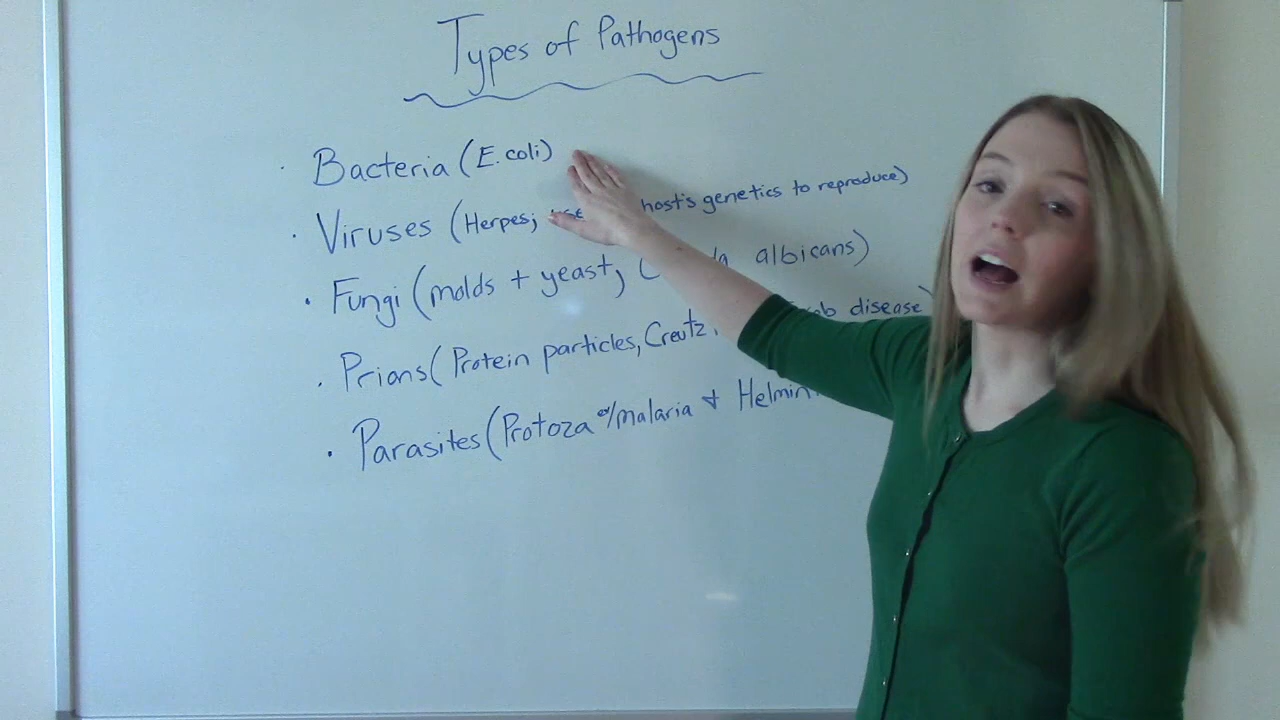 Types of Pathogens
· Bacteria (E. coli)
· Viruses (Herpes; use host's genetics to reproduce)
· Fungi (molds + yeast, albicans)
· Prions (Protein particles, Creutz disease)
· Parasites (Protoza w/malaria +